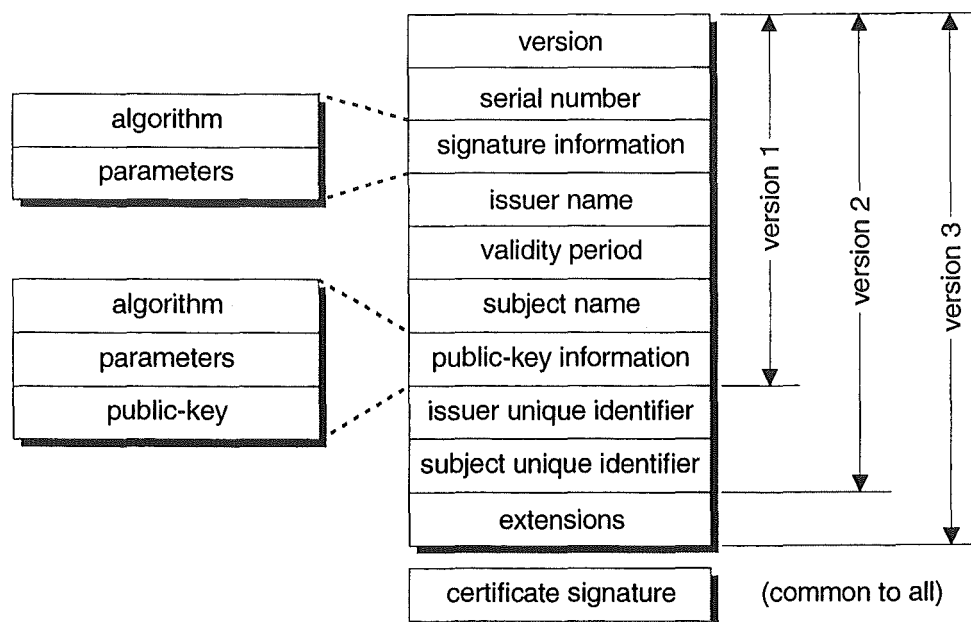 version
serial number
signature information
issuer name
validity period
subject name
public-key information
issuer unique identifier
subject unique identifier
extensions
certificate signature
(common to all)
algorithm
parameters
algorithm
parameters
public-key
version 1
version 2
version 3